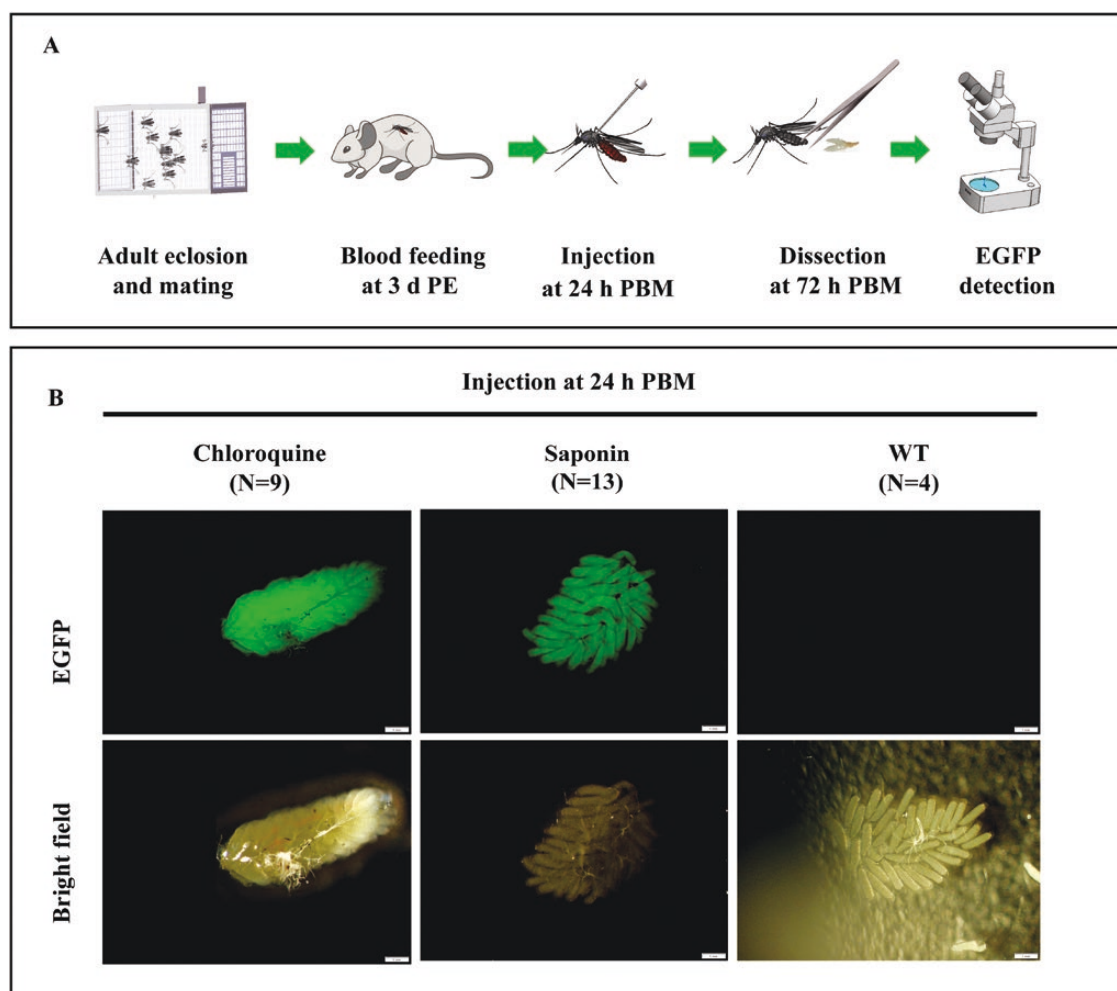 A
Adult eclosion
and mating
Blood feeding
at 3 d PE
Injection
at 24 h PBM
Dissection
at 72 h PBM
EGFP
detection
B
Injection at 24 h PBM
Chloroquine
(N=9)
Saponin
(N=13)
WT
(N=4)
EGFP
Bright field